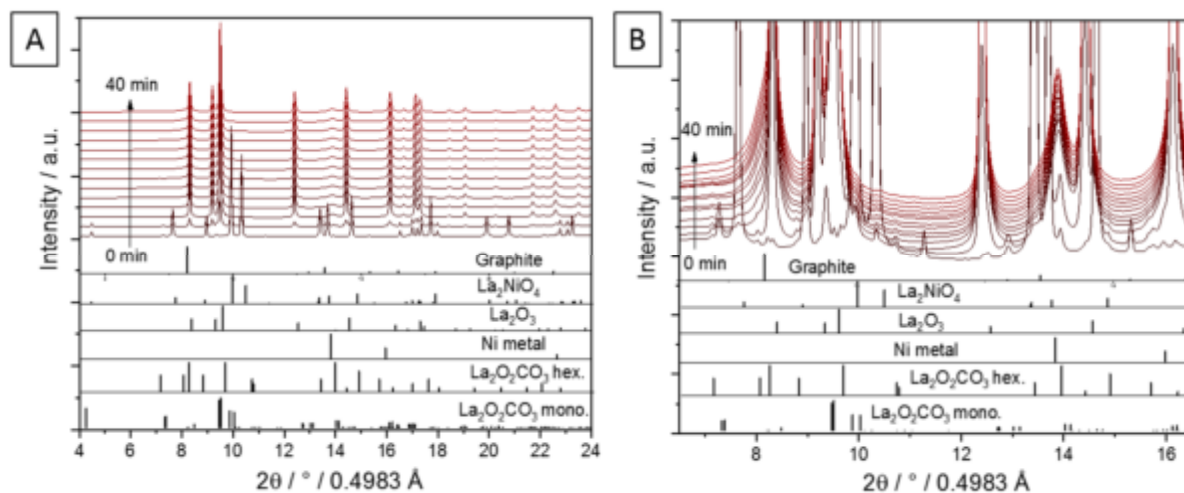 A
Intensity / a.u.
40 min
0 min
Graphite
La₂NiO₄
La₂O₃
Ni metal
La₂O₂CO₃ hex.
La₂O₂CO₃ mono.
4 6 8 10 12 14 16 18 20 22 24
2θ / ° / 0.4983 Å
B
Intensity / a.u.
40 min.
0 min
Graphite
La₂NiO₄
La₂O₃
Ni metal
La₂O₂CO₃ hex.
La₂O₂CO₃ mono.
8 10 12 14 16
2θ / ° / 0.4983 Å